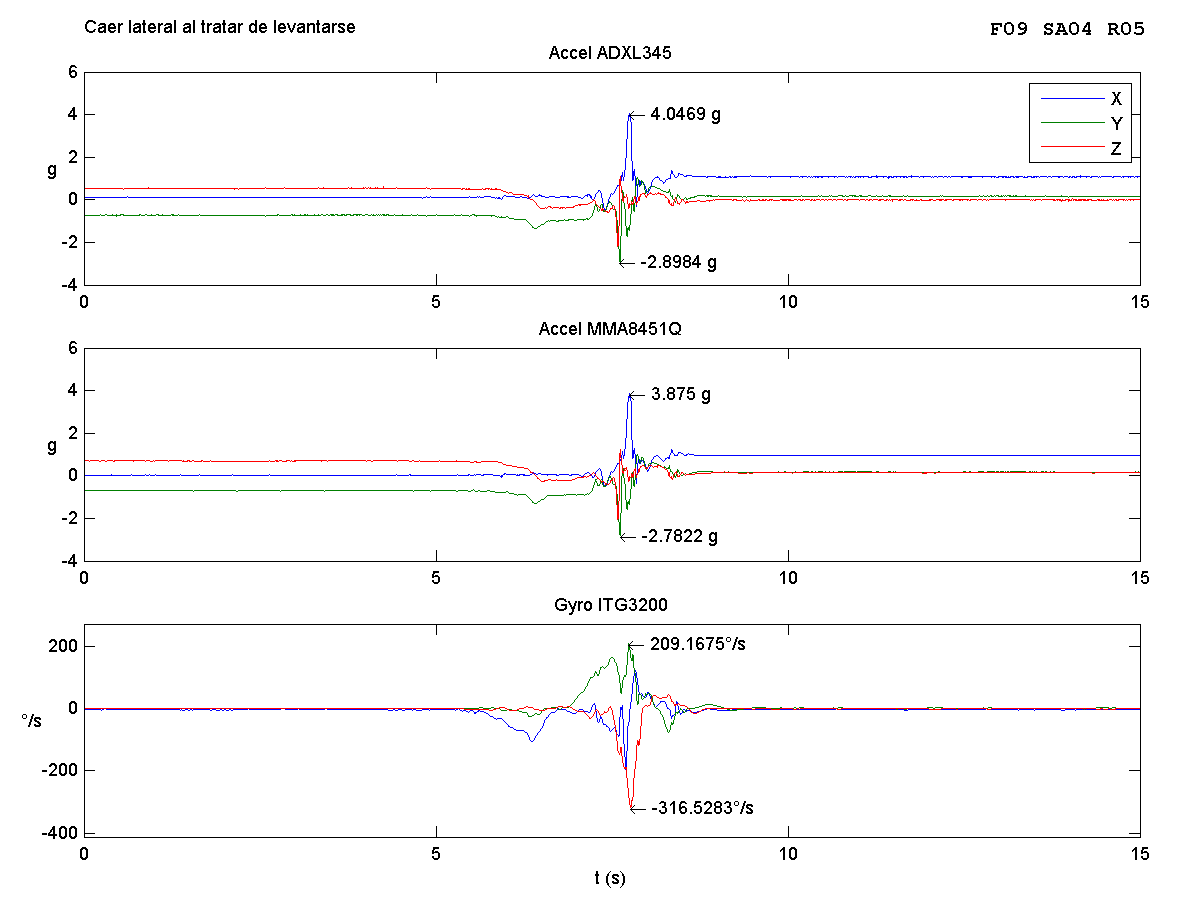 Caer lateral al tratar de levantarse
F09 SA04 R05
Accel ADXL345
6
4
2
0
-2
-4
g
4.0469 g
-2.8984 g
X
Y
Z
0 5 10 15
Accel MMA8451Q
6
4
2
0
-2
-4
g
3.875 g
-2.7822 g
0 5 10 15
Gyro ITG3200
200
0
-200
-400
°/s
209.1675°/s
-316.5283°/s
0 5 10 15
t (s)